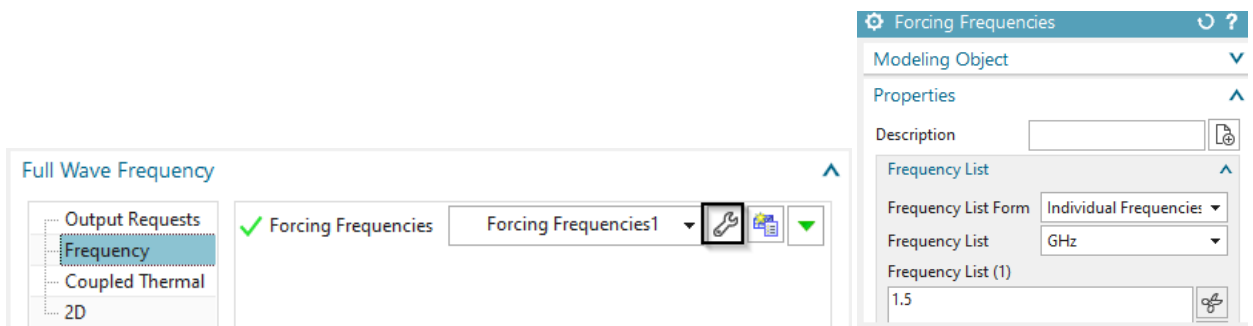 Full Wave Frequency
Output Requests
Frequency
Coupled Thermal
2D
Forcing Frequencies
Forcing Frequencies1
Forcing Frequencies
?
Modeling Object
Properties
Description
Frequency List
Frequency List Form
Individual Frequencies
Frequency List
GHz
Frequency List (1)
1.5